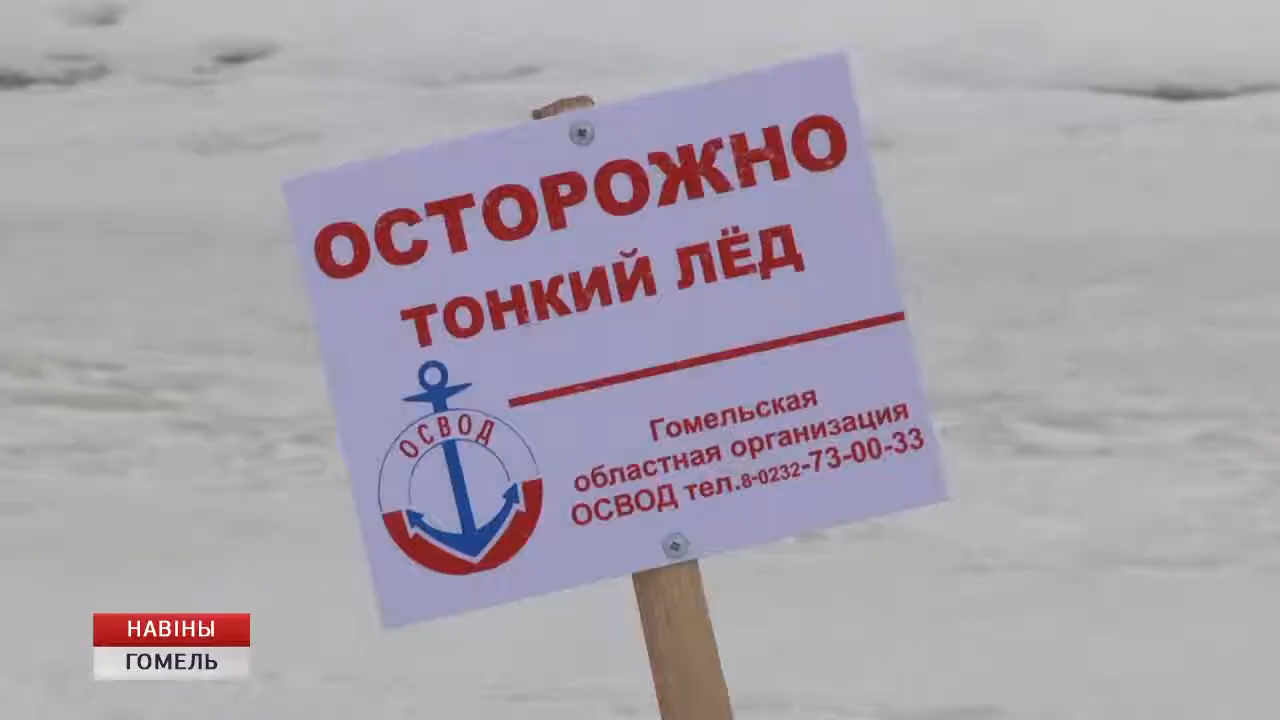 ОСТОРОЖНО
ТОНКИЙ ЛЁД
ОСВОД
Гомельская
областная организация
ОСВОД тел.8-0232-73-00-33
НАВІНЫ
ГОМЕЛЬ